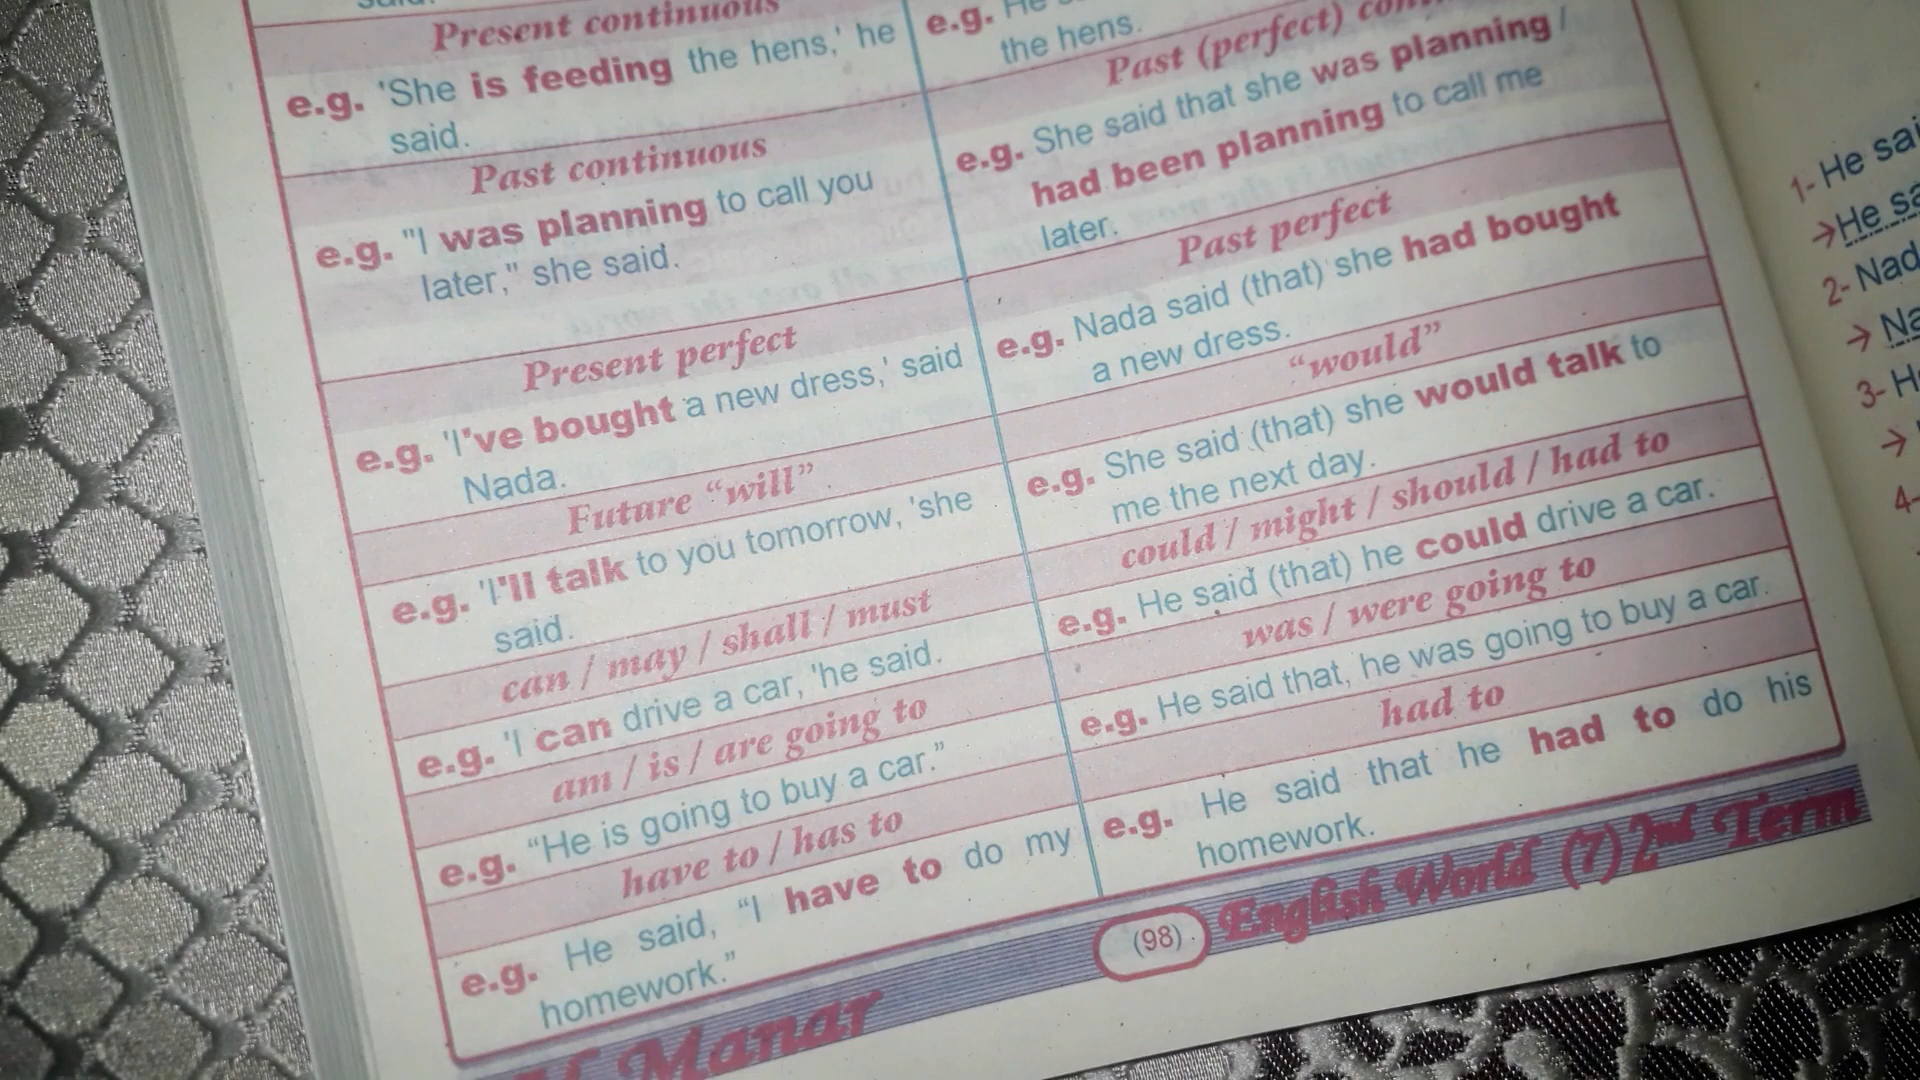 said.
Present continuous
e.g. 'She is feeding the hens,' he
said.
Past continuous
e.g. "I was planning to call you
later," she said.
Present perfect
e.g. 'I've bought a new dress,' said
Nada.
Future “will”
e.g. 'I'll talk to you tomorrow, 'she
said.
can / may / shall / must
e.g. 'I can drive a car, 'he said.
am / is / are going to
e.g. “He is going to buy a car.”
have to / has to
e.g. He said, “I have to do my
homework.”
e.g. He
the hens.
Past (perfect)
e.g. She said that she was planning /
had been planning to call me
later.
Past perfect
e.g. Nada said (that) she had bought
a new dress.
“would”
e.g. She said (that) she would talk to
me the next day.
could / might / should / had to
e.g. He said (that) he could drive a car.
was / were going to
e.g. He said that, he was going to buy a car.
had to
e.g. He said that he had to do his
homework.
Manar
(98)
English World (7) 2nd Term
1- He sai
→He sa
2- Nad
→ Na
3- H
→
4-